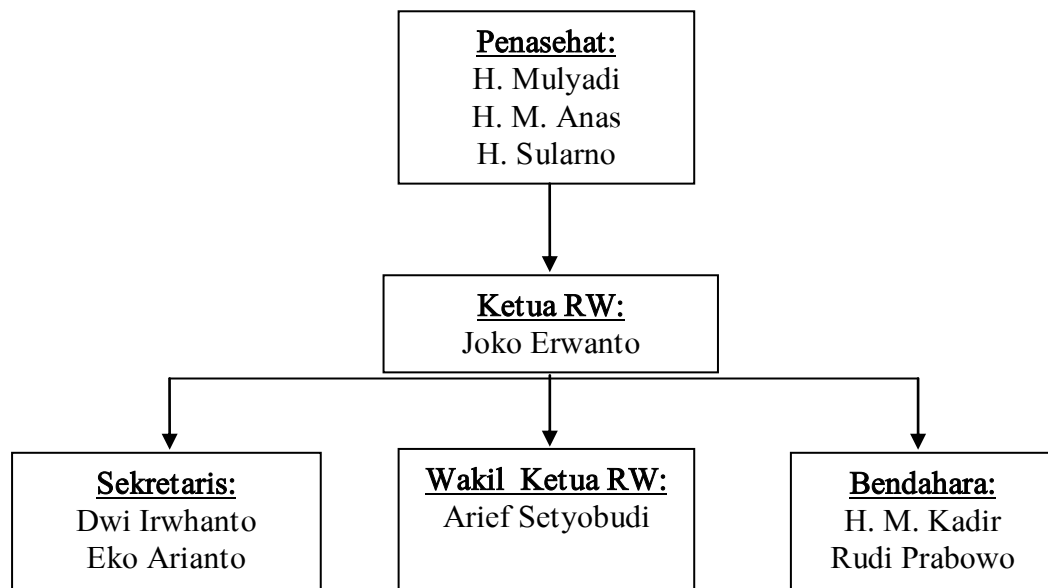 Penasehat:
H. Mulyadi
H. M. Anas
H. Sularno
Ketua RW:
Joko Erwanto
Sekretaris:
Dwi Irwhanto
Eko Arianto
Wakil  Ketua RW:
Arief Setyobudi
Bendahara:
H. M. Kadir
Rudi Prabowo